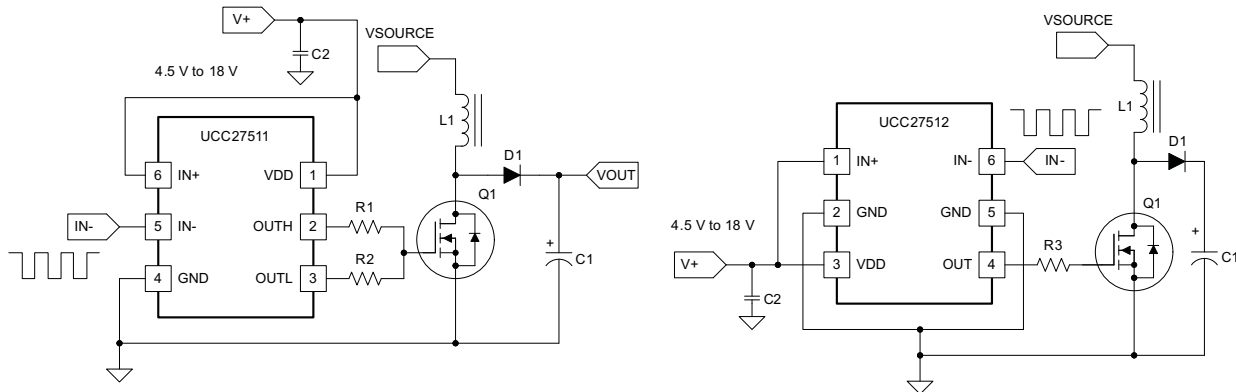 V+
C2
4.5 V to 18 V
VSOURCE
L1
UCC27511
6 IN+ VDD 1
IN- 5 IN- OUTH 2 R1
4 GND OUTL 3 R2
D1
VOUT
Q1
+
C1
VSOURCE
L1
UCC27512
1 IN+ IN- 6 IN-
2 GND GND 5
3 VDD OUT 4 R3
4.5 V to 18 V
V+
C2
D1
Q1
+
C1